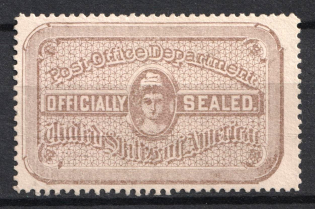 Post Office Department
OFFICIALLY SEALED.
United States of America